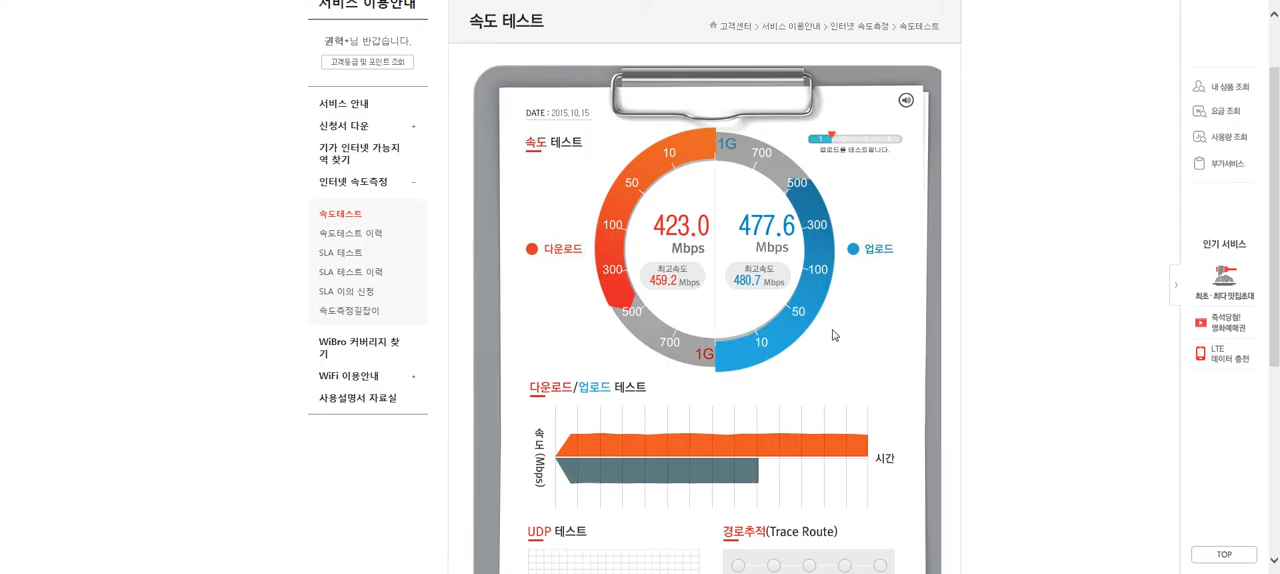 서비스 이용안내
권혁*님 반갑습니다.
고객등급 및 포인트 조회
서비스 안내
신청서 다운 +
기가 인터넷 가능지
역 찾기
인터넷 속도측정 -
속도테스트
속도테스트 이력
SLA 테스트
SLA 테스트 이력
SLA 이의 신청
속도측정길잡이
WiBro 커버리지 찾
기
WiFi 이용안내 +
사용설명서 자료실
속도 테스트
고객센터 > 서비스 이용안내 > 인터넷 속도측정 > 속도테스트
DATE : 2015.10.15
속도 테스트
1
업로드를 테스트합니다.
10
50
100
300
500
700
1G
1G
700
500
300
100
50
10
다운로드
423.0
Mbps
최고속도
459.2 Mbps
477.6
Mbps
최고속도
480.7 Mbps
업로드
다운로드/업로드 테스트
속도 (Mbps)
시간
UDP 테스트
경로추적(Trace Route)
내 상품 조회
요금 조회
사용량 조회
부가서비스
인기 서비스
최초·최다 맛집초대
즉석당첨!
영화예매권
LTE
데이터 충전
TOP